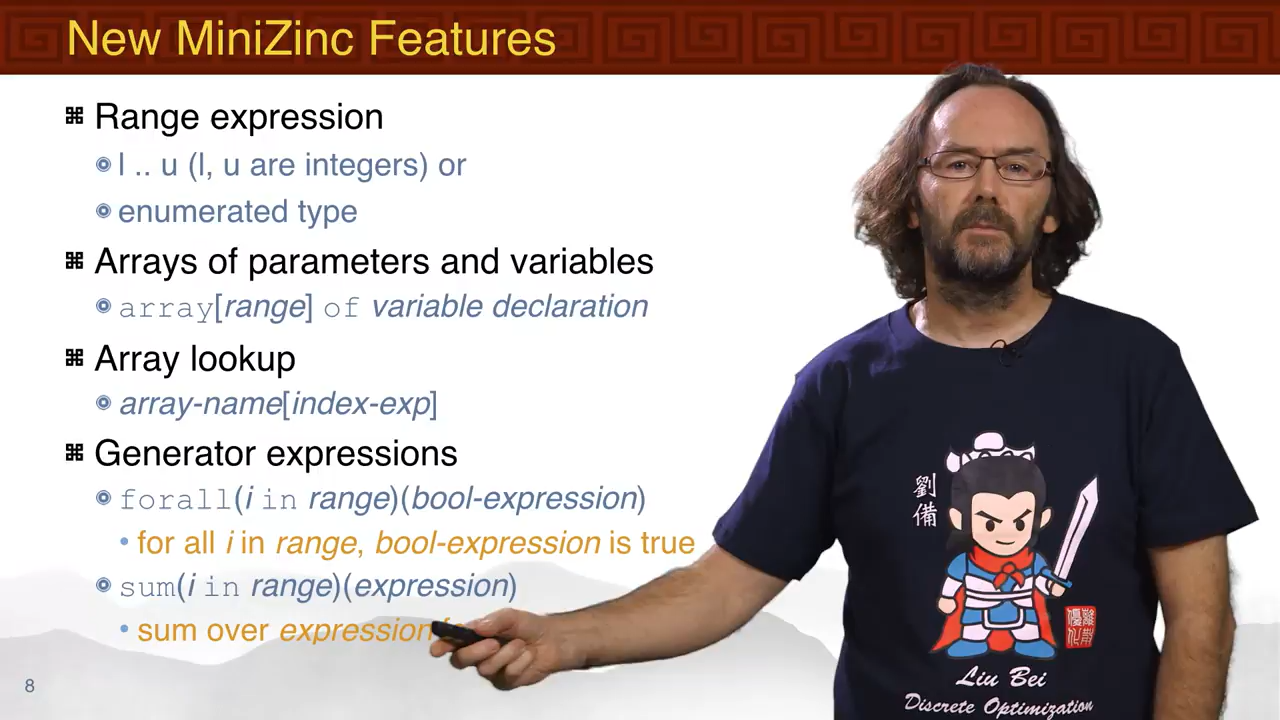 New MiniZinc Features
Range expression
l .. u (l, u are integers) or
enumerated type
Arrays of parameters and variables
array[range] of variable declaration
Array lookup
array-name[index-exp]
Generator expressions
forall(i in range)(bool-expression)
for all i in range, bool-expression is true
sum(i in range)(expression)
sum over expression
8
劉備
Liu Bei
Discrete Optimization